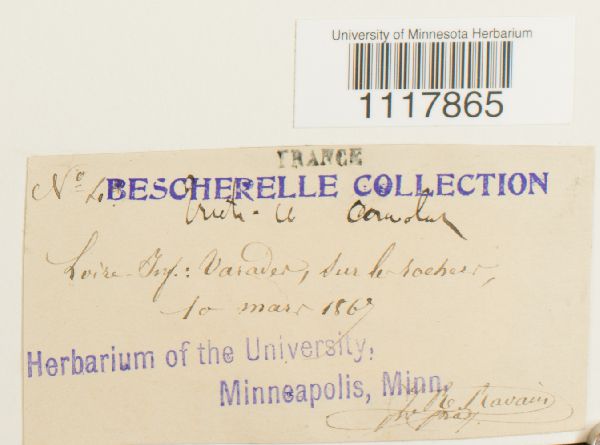 University of Minnesota Herbarium
1117865
FRANCE
Nº
BESCHERELLE COLLECTION
Loire-Inf.: Varades, sur les rochers,
10 mars 1867
Herbarium of the University,
Minneapolis, Minn.